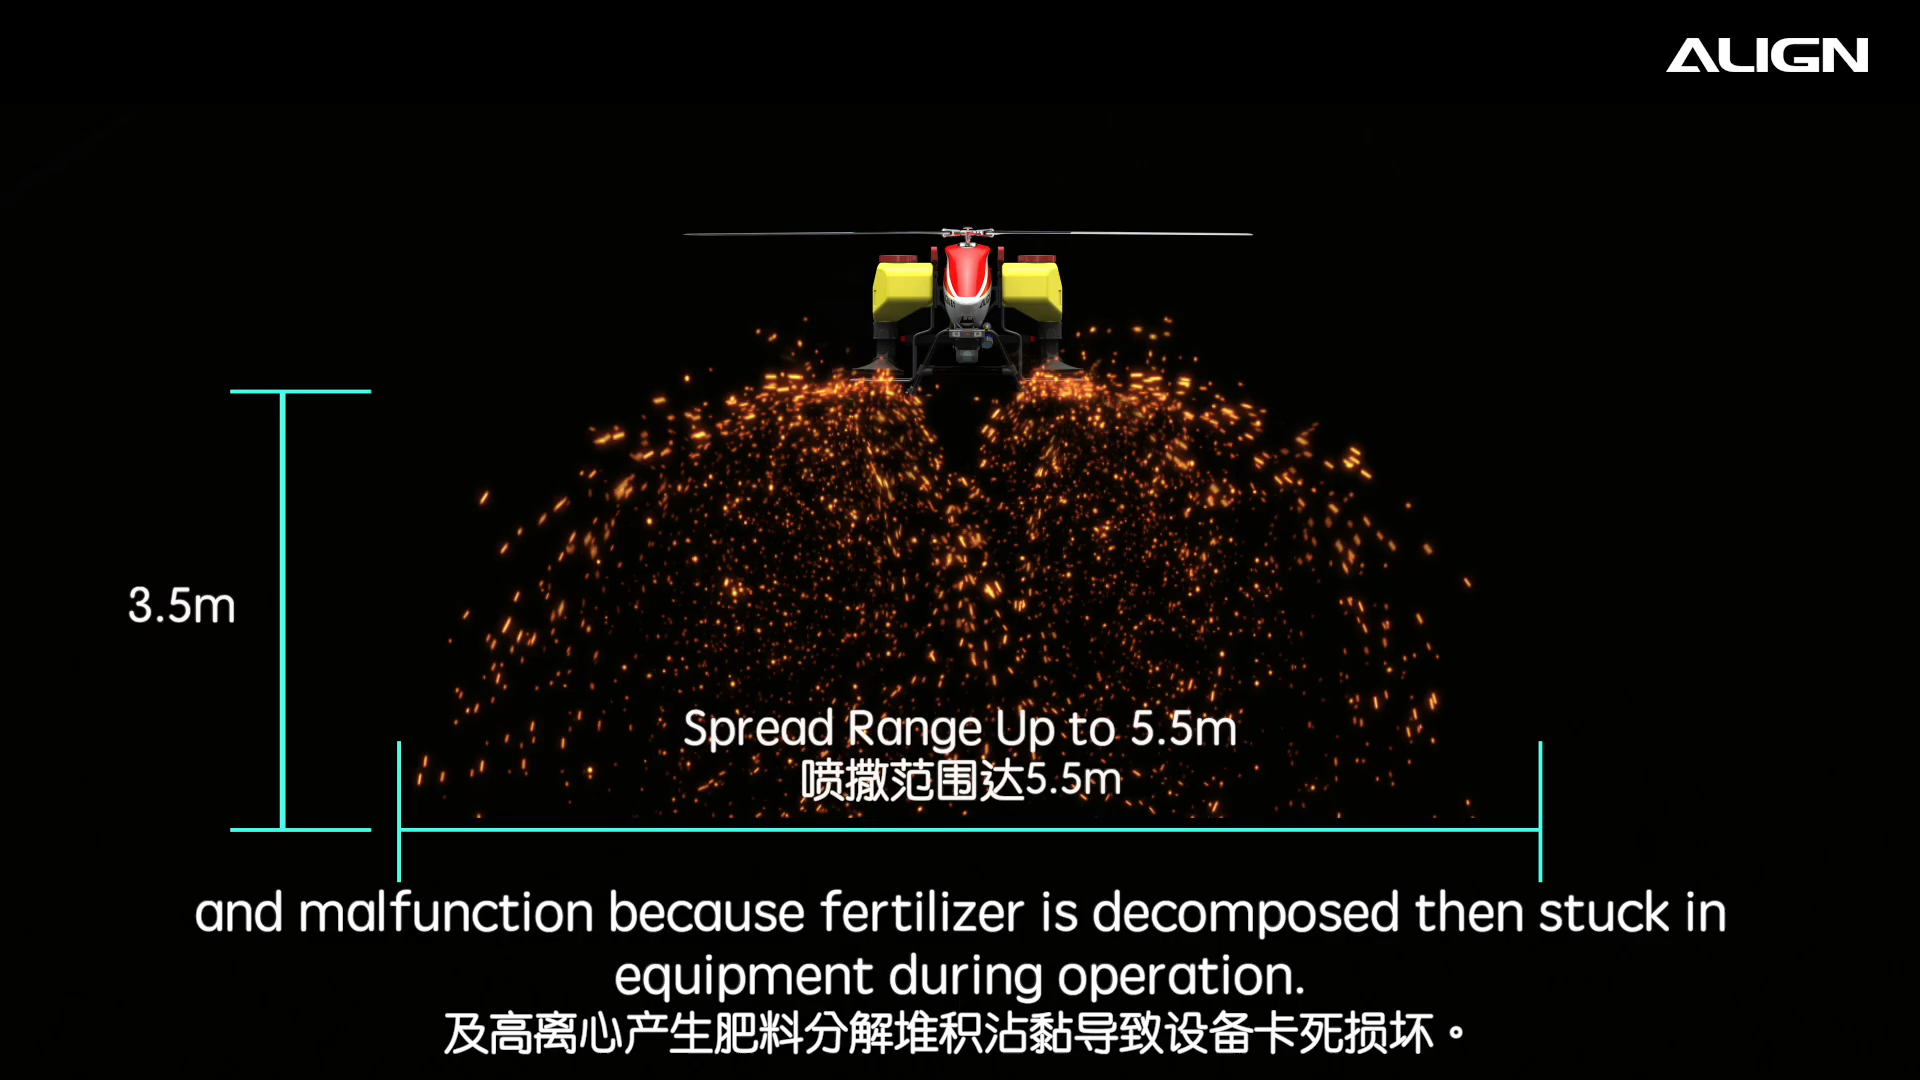 ALIGN
3.5m
Spread Range Up to 5.5m
喷撒范围达5.5m
and malfunction because fertilizer is decomposed then stuck in
equipment during operation.
及高离心产生肥料分解堆积沾黏导致设备卡死损坏。